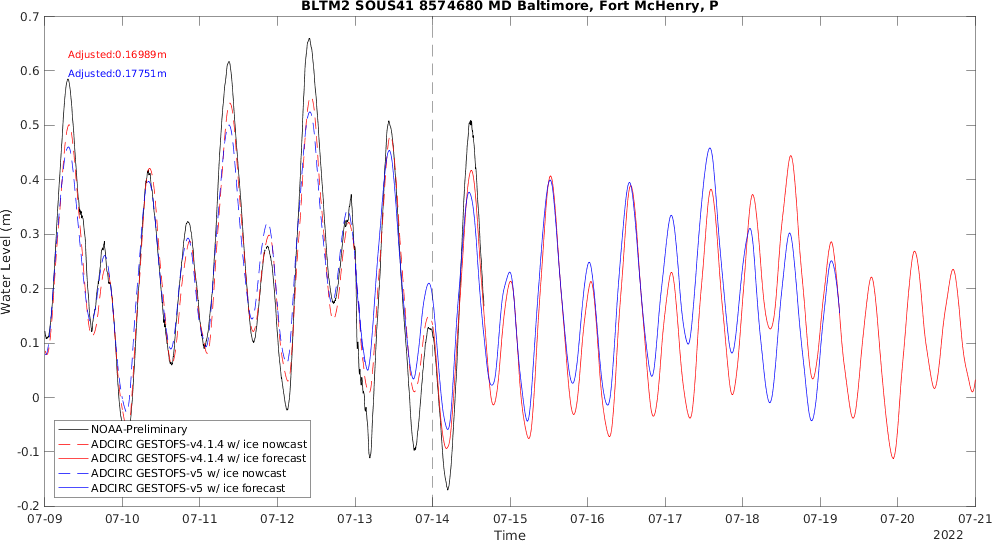 BLTM2 SOUS41 8574680 MD Baltimore, Fort McHenry, P
0.7
0.6
0.5
0.4
0.3
0.2
0.1
0
-0.1
-0.2
Water Level (m)
Adjusted:0.16989m
Adjusted:0.17751m
NOAA-Preliminary
ADCIRC GESTOFS-v4.1.4 w/ ice nowcast
ADCIRC GESTOFS-v4.1.4 w/ ice forecast
ADCIRC GESTOFS-v5 w/ ice nowcast
ADCIRC GESTOFS-v5 w/ ice forecast
07-09 07-10 07-11 07-12 07-13 07-14 07-15 07-16 07-17 07-18 07-19 07-20 07-21
Time
2022